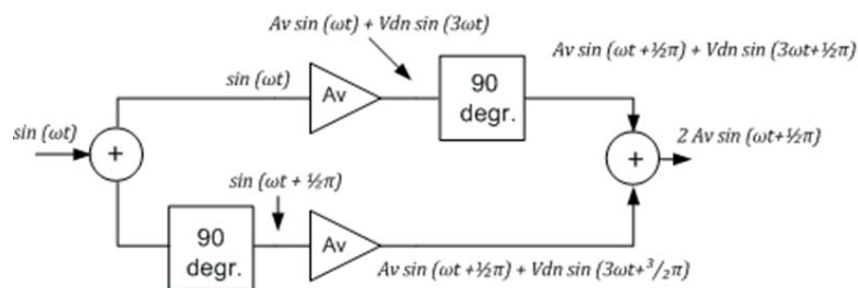 Av sin (ωt) + Vdn sin (3ωt)
Av sin (ωt +½π) + Vdn sin (3ωt+½π)
sin (ωt)
Av
90
degr.
sin (ωt)
+
+
2 Av sin (ωt+½π)
sin (ωt + ½π)
90
degr.
Av
Av sin (ωt +½π) + Vdn sin (3ωt+³/₂π)